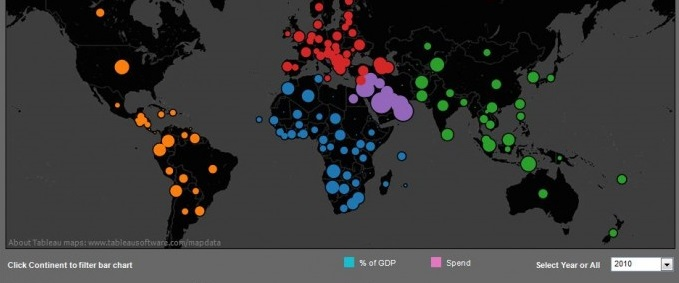 About Tableau maps: www.tableausoftware.com/mapdata
Click Continent to filter bar chart
% of GDP
Spend
Select Year or All
2010